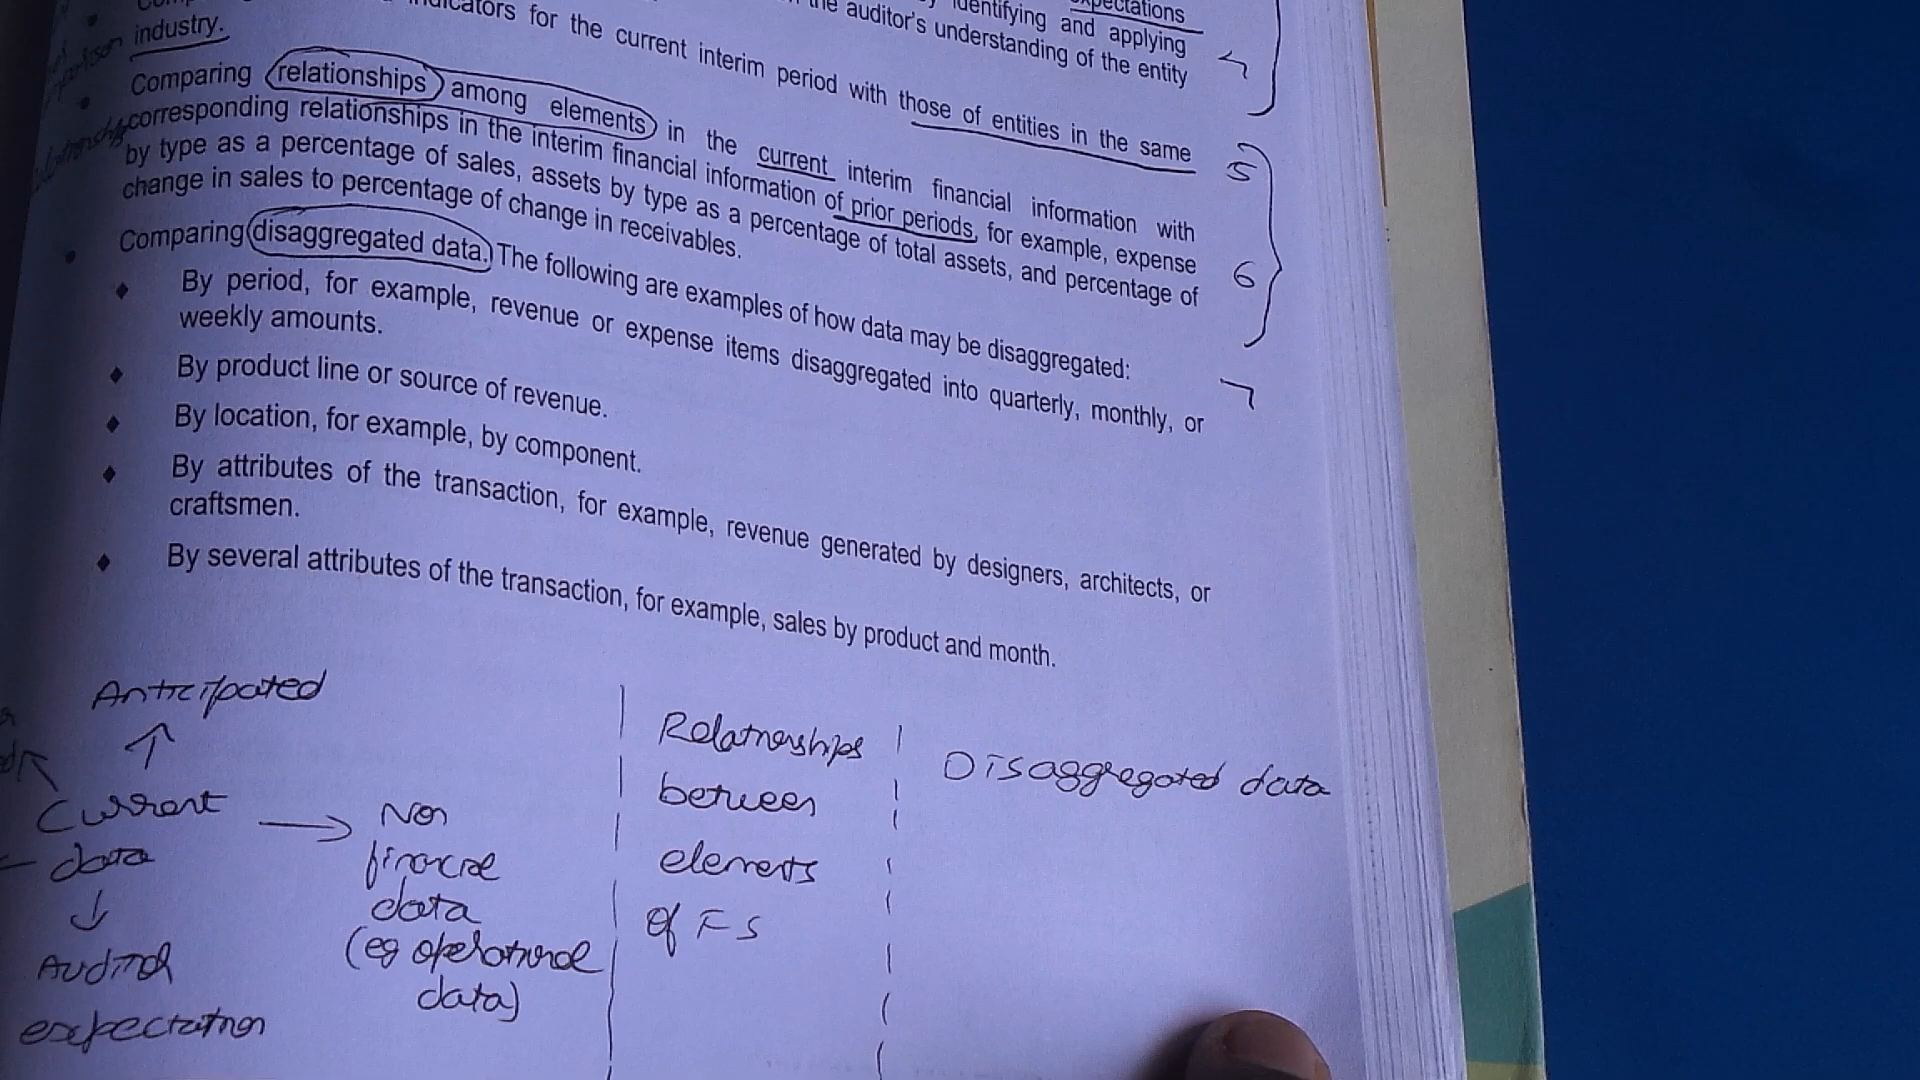 expectations
identifying and applying
the auditor's understanding of the entity
4
indicators for the current interim period with those of entities in the same
industry.
5
Comparing relationships among elements in the current interim financial information with
corresponding relationships in the interim financial information of prior periods, for example, expense
by type as a percentage of sales, assets by type as a percentage of total assets, and percentage of
change in sales to percentage of change in receivables.
6
Comparing disaggregated data. The following are examples of how data may be disaggregated:
7
By period, for example, revenue or expense items disaggregated into quarterly, monthly, or
weekly amounts.
By product line or source of revenue.
By location, for example, by component.
By attributes of the transaction, for example, revenue generated by designers, architects, or
craftsmen.
By several attributes of the transaction, for example, sales by product and month.
Anticipated
Current
data
Auditor
expectation
Non
financial
data
(eg operational
data)
Relationships
between
elements
of FS
Disaggregated data